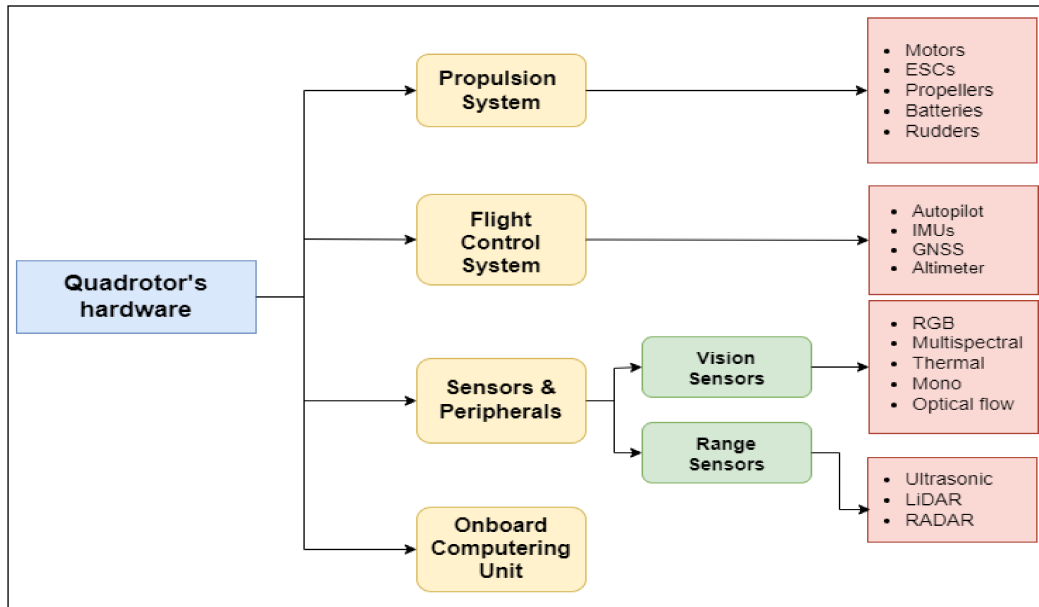 Quadrotor's
hardware
Propulsion
System
• Motors
• ESCs
• Propellers
• Batteries
• Rudders
Flight
Control
System
• Autopilot
• IMUs
• GNSS
• Altimeter
Sensors &
Peripherals
Vision
Sensors
• RGB
• Multispectral
• Thermal
• Mono
• Optical flow
Range
Sensors
• Ultrasonic
• LiDAR
• RADAR
Onboard
Computering
Unit